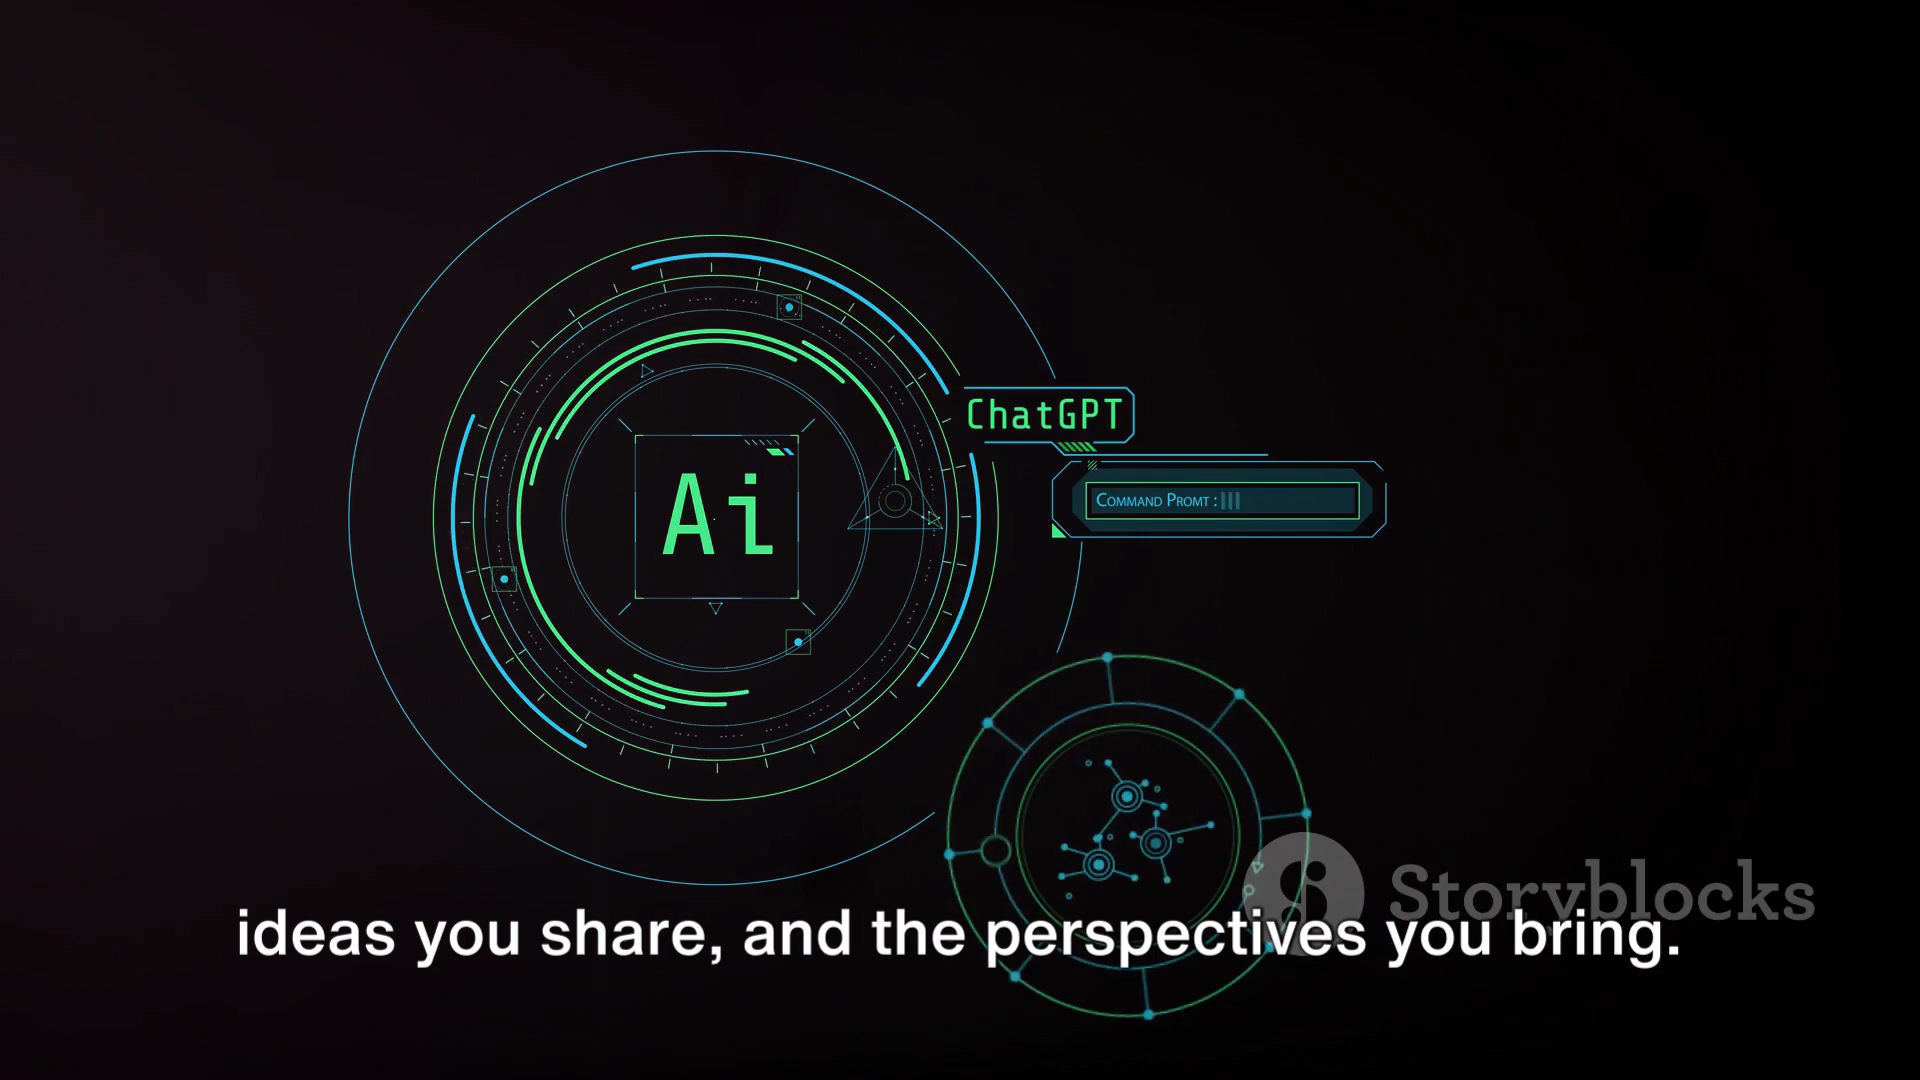 ChatGPT
Command Promt :
Ai
Storyblocks
ideas you share, and the perspectives you bring.